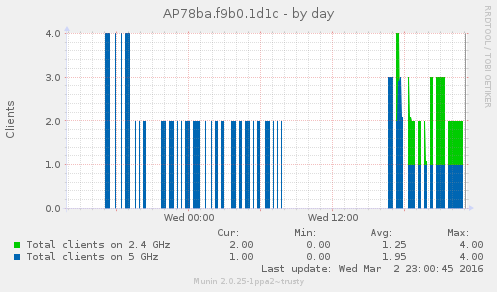 AP78ba.f9b0.1d1c - by day
RRDTOOL / TOBI OETIKER
Clients
4.0
3.0
2.0
1.0
0.0
Wed 00:00 Wed 12:00
Cur: Min: Avg: Max:
Total clients on 2.4 GHz 2.00 0.00 1.25 4.00
Total clients on 5 GHz 1.00 0.00 1.95 4.00
Last update: Wed Mar 2 23:00:45 2016
Munin 2.0.25-1ppa2~trusty